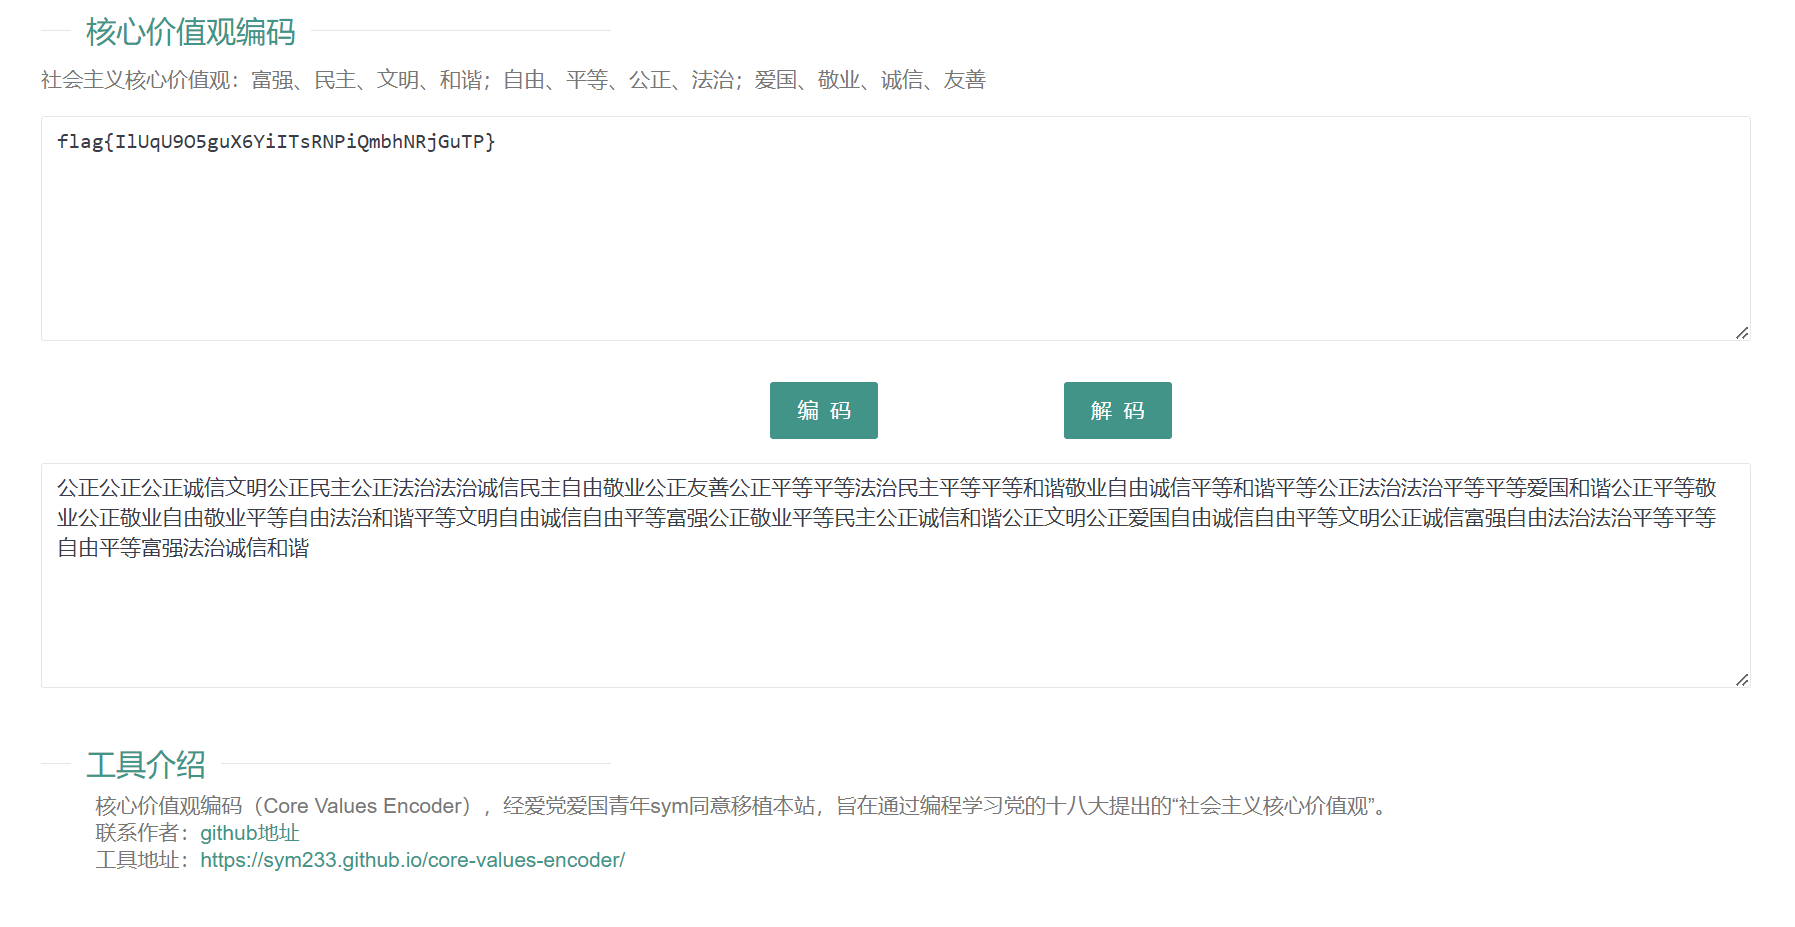 核心价值观编码
社会主义核心价值观：富强、民主、文明、和谐；自由、平等、公正、法治；爱国、敬业、诚信、友善
flag{IlUqU9O5guX6YiIITsRNPiQmbhNRjGuTP}
编 码 解 码
公正公正公正诚信文明公正民主公正法治法治诚信民主自由敬业公正友善公正平等平等法治民主平等平等和谐敬业自由诚信平等和谐平等公正法治法治平等平等爱国和谐公正平等敬
业公正敬业自由敬业平等自由法治和谐平等文明自由诚信自由平等富强公正敬业平等民主公正诚信和谐公正文明公正爱国自由诚信自由平等文明公正诚信富强自由法治法治平等平等
自由平等富强法治诚信和谐
工具介绍
核心价值观编码（Core Values Encoder），经爱党爱国青年sym同意移植本站，旨在通过编程学习党的十八大提出的“社会主义核心价值观”。
联系作者：github地址
工具地址：https://sym233.github.io/core-values-encoder/